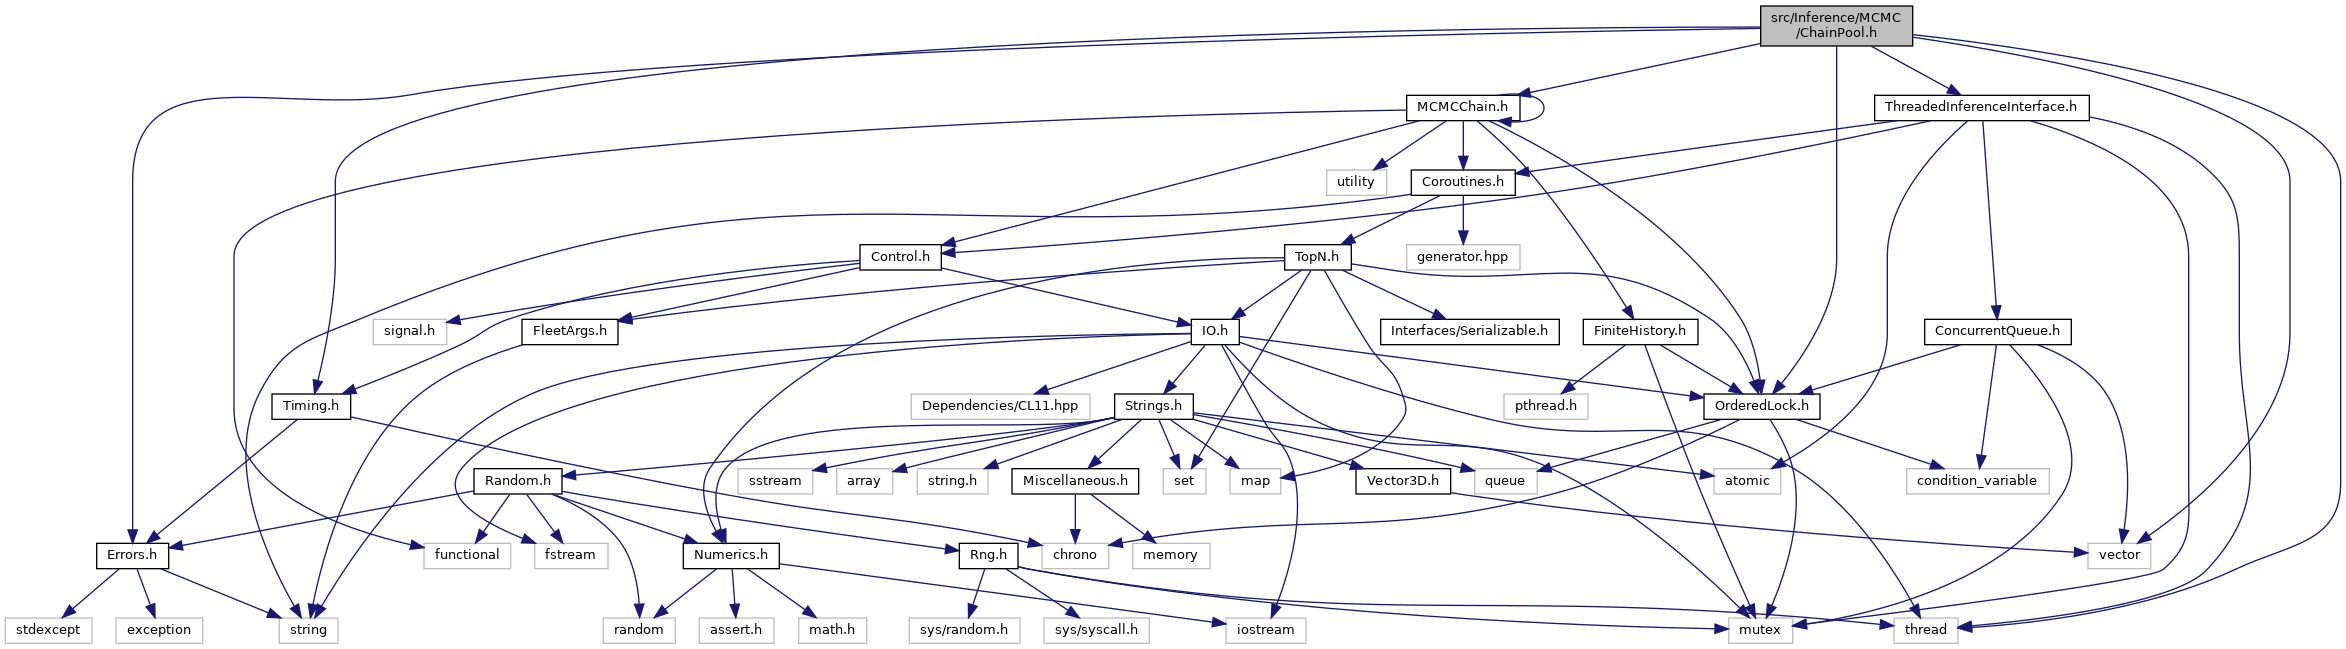 src/Inference/MCMC
/ChainPool.h
MCMCChain.h
ThreadedInferenceInterface.h
utility
Coroutines.h
Control.h
TopN.h
generator.hpp
signal.h
FleetArgs.h
IO.h
Interfaces/Serializable.h
FiniteHistory.h
ConcurrentQueue.h
Timing.h
Dependencies/CL11.hpp
Strings.h
pthread.h
OrderedLock.h
Random.h
sstream
array
string.h
Miscellaneous.h
set
map
Vector3D.h
queue
atomic
condition_variable
Errors.h
functional
fstream
Numerics.h
Rng.h
chrono
memory
vector
stdexcept
exception
string
random
assert.h
math.h
sys/random.h
sys/syscall.h
iostream
mutex
thread